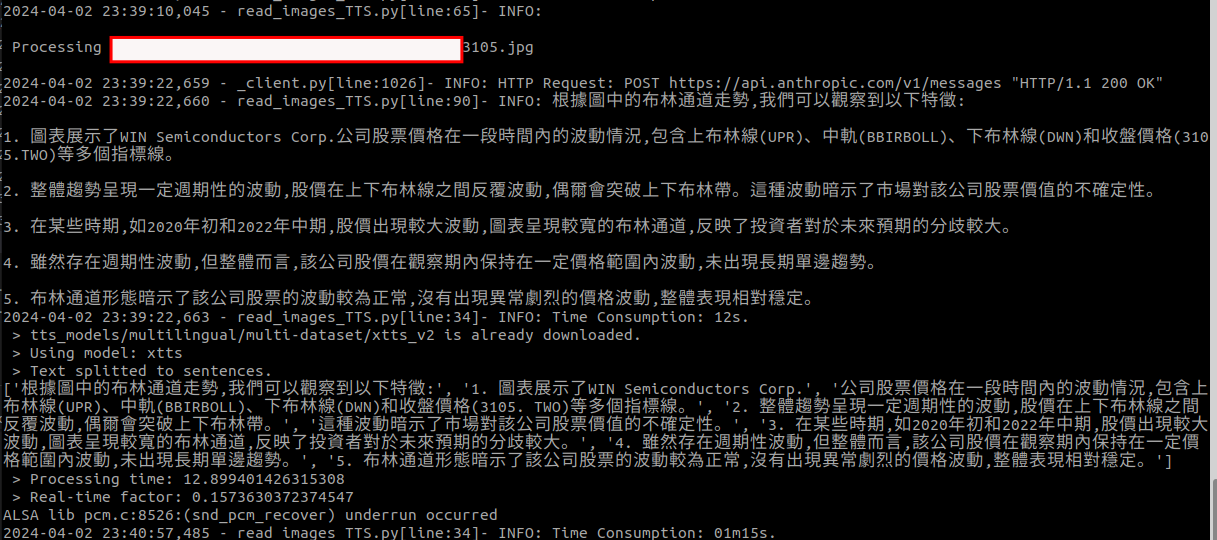 2024-04-02 23:39:10,045 - read_images_TTS.py[line:65]- INFO:
Processing 3105.jpg
2024-04-02 23:39:22,659 - _client.py[line:1026]- INFO: HTTP Request: POST https://api.anthropic.com/v1/messages "HTTP/1.1 200 OK"
2024-04-02 23:39:22,660 - read_images_TTS.py[line:90]- INFO: 根據圖中的布林通道走勢,我們可以觀察到以下特徵:
1. 圖表展示了WIN Semiconductors Corp.公司股票價格在一段時間內的波動情況,包含上布林線(UPR)、中軌(BBIRBOLL)、下布林線(DWN)和收盤價格(310
5.TWO)等多個指標線。
2. 整體趨勢呈現一定週期性的波動,股價在上下布林線之間反覆波動,偶爾會突破上下布林帶。這種波動暗示了市場對該公司股票價值的不確定性。
3. 在某些時期,如2020年初和2022年中期,股價出現較大波動,圖表呈現較寬的布林通道,反映了投資者對於未來預期的分歧較大。
4. 雖然存在週期性波動,但整體而言,該公司股價在觀察期內保持在一定價格範圍內波動,未出現長期單邊趨勢。
5. 布林通道形態暗示了該公司股票的波動較為正常,沒有出現異常劇烈的價格波動,整體表現相對穩定。
2024-04-02 23:39:22,663 - read_images_TTS.py[line:34]- INFO: Time Consumption: 12s.
> tts_models/multilingual/multi-dataset/xtts_v2 is already downloaded.
> Using model: xtts
> Text splitted to sentences.
['根據圖中的布林通道走勢,我們可以觀察到以下特徵:', '1. 圖表展示了WIN Semiconductors Corp.', '公司股票價格在一段時間內的波動情況,包含上
布林線(UPR)、中軌(BBIRBOLL)、下布林線(DWN)和收盤價格(3105. TWO)等多個指標線。', '2. 整體趨勢呈現一定週期性的波動,股價在上下布林線之間
反覆波動,偶爾會突破上下布林帶。', '這種波動暗示了市場對該公司股票價值的不確定性。', '3. 在某些時期,如2020年初和2022年中期,股價出現較大
波動,圖表呈現較寬的布林通道,反映了投資者對於未來預期的分歧較大。', '4. 雖然存在週期性波動,但整體而言,該公司股價在觀察期內保持在一定價
格範圍內波動,未出現長期單邊趨勢。', '5. 布林通道形態暗示了該公司股票的波動較為正常,沒有出現異常劇烈的價格波動,整體表現相對穩定。']
> Processing time: 12.899401426315308
> Real-time factor: 0.1573630372374547
ALSA lib pcm.c:8526:(snd_pcm_recover) underrun occurred
2024-04-02 23:40:57,485 - read_images_TTS.py[line:34]- INFO: Time Consumption: 01m15s.